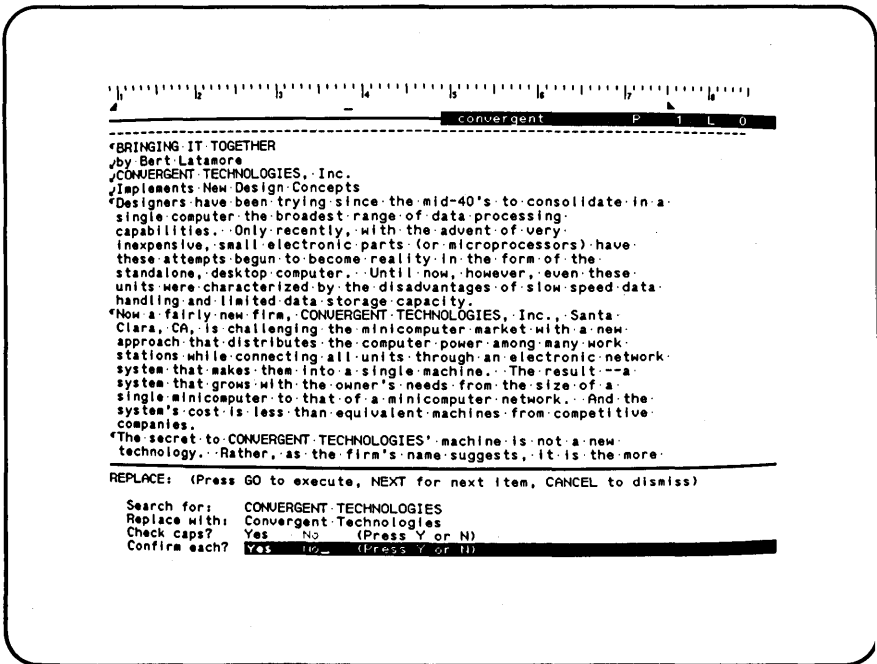 1 2 3 4 5 6 7 8
convergent P 1 L 0
BRINGING·IT·TOGETHER
by·Bert·Latamore
CONVERGENT·TECHNOLOGIES,·Inc.
Implements·New·Design·Concepts
Designers·have·been·trying·since·the·mid-40's·to·consolidate·in·a·
single·computer·the·broadest·range·of·data·processing·
capabilities.··Only·recently,·with·the·advent·of·very·
inexpensive,·small·electronic·parts·(or·microprocessors)·have·
these·attempts·begun·to·become·reality·in·the·form·of·the·
standalone,·desktop·computer.··Until·now,·however,·even·these·
units·were·characterized·by·the·disadvantages·of·slow·speed·data·
handling·and·limited·data·storage·capacity.
Now·a·fairly·new·firm,·CONVERGENT·TECHNOLOGIES,·Inc.,·Santa·
Clara,·CA,·is·challenging·the·minicomputer·market·with·a·new·
approach·that·distributes·the·computer·power·among·many·work·
stations·while·connecting·all·units·through·an·electronic·network·
system·that·makes·them·into·a·single·machine.··The·result·--a·
system·that·grows·with·the·owner's·needs·from·the·size·of·a·
single·minicomputer·to·that·of·a·minicomputer·network.··And·the·
system's·cost·is·less·than·equivalent·machines·from·competitive·
companies.
The·secret·to·CONVERGENT·TECHNOLOGIES'·machine·is·not·a·new·
technology.··Rather,·as·the·firm's·name·suggests,·it·is·the·more·
REPLACE: (Press GO to execute, NEXT for next item, CANCEL to dismiss)
Search for: CONVERGENT·TECHNOLOGIES
Replace with: Convergent·Technologies
Check caps? Yes No (Press Y or N)
Confirm each? Yes No (Press Y or N)